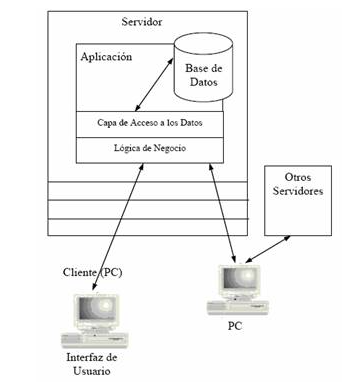 Servidor
Aplicación
Base de
Datos
Capa de Acceso a los Datos
Lógica de Negocio
Otros
Servidores
Cliente (PC)
PC
Interfaz de
Usuario